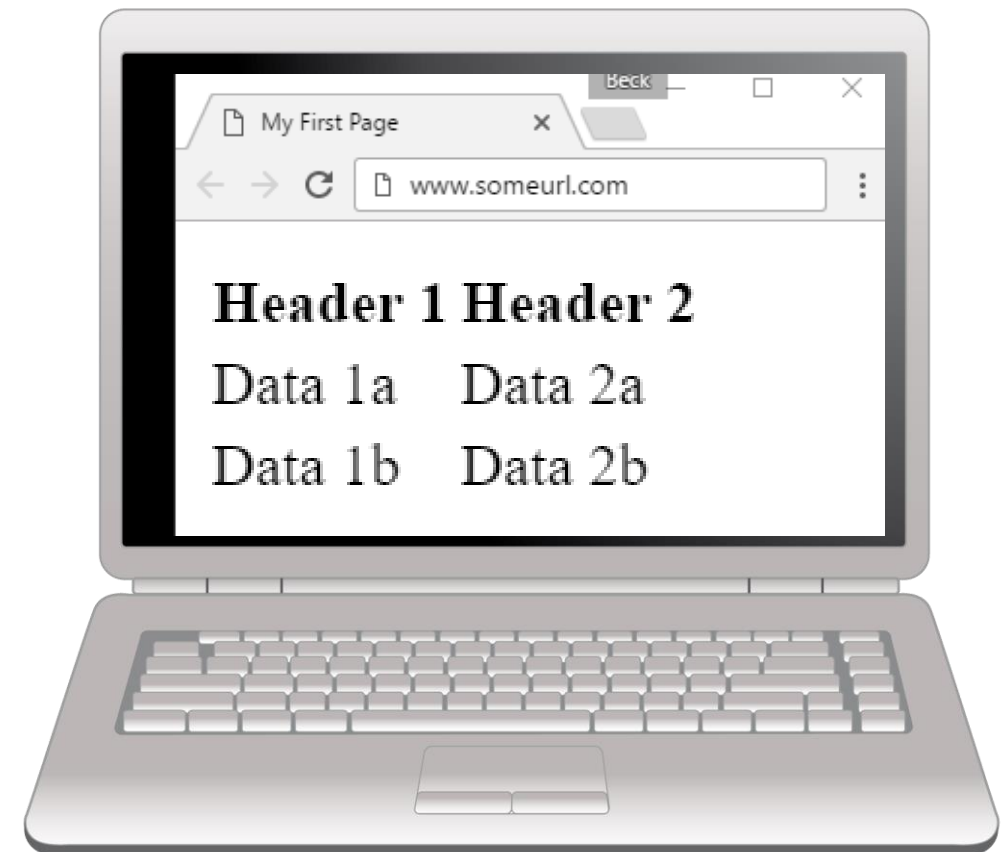 Beck
My First Page
www.someurl.com
Header 1 Header 2
Data 1a Data 2a
Data 1b Data 2b